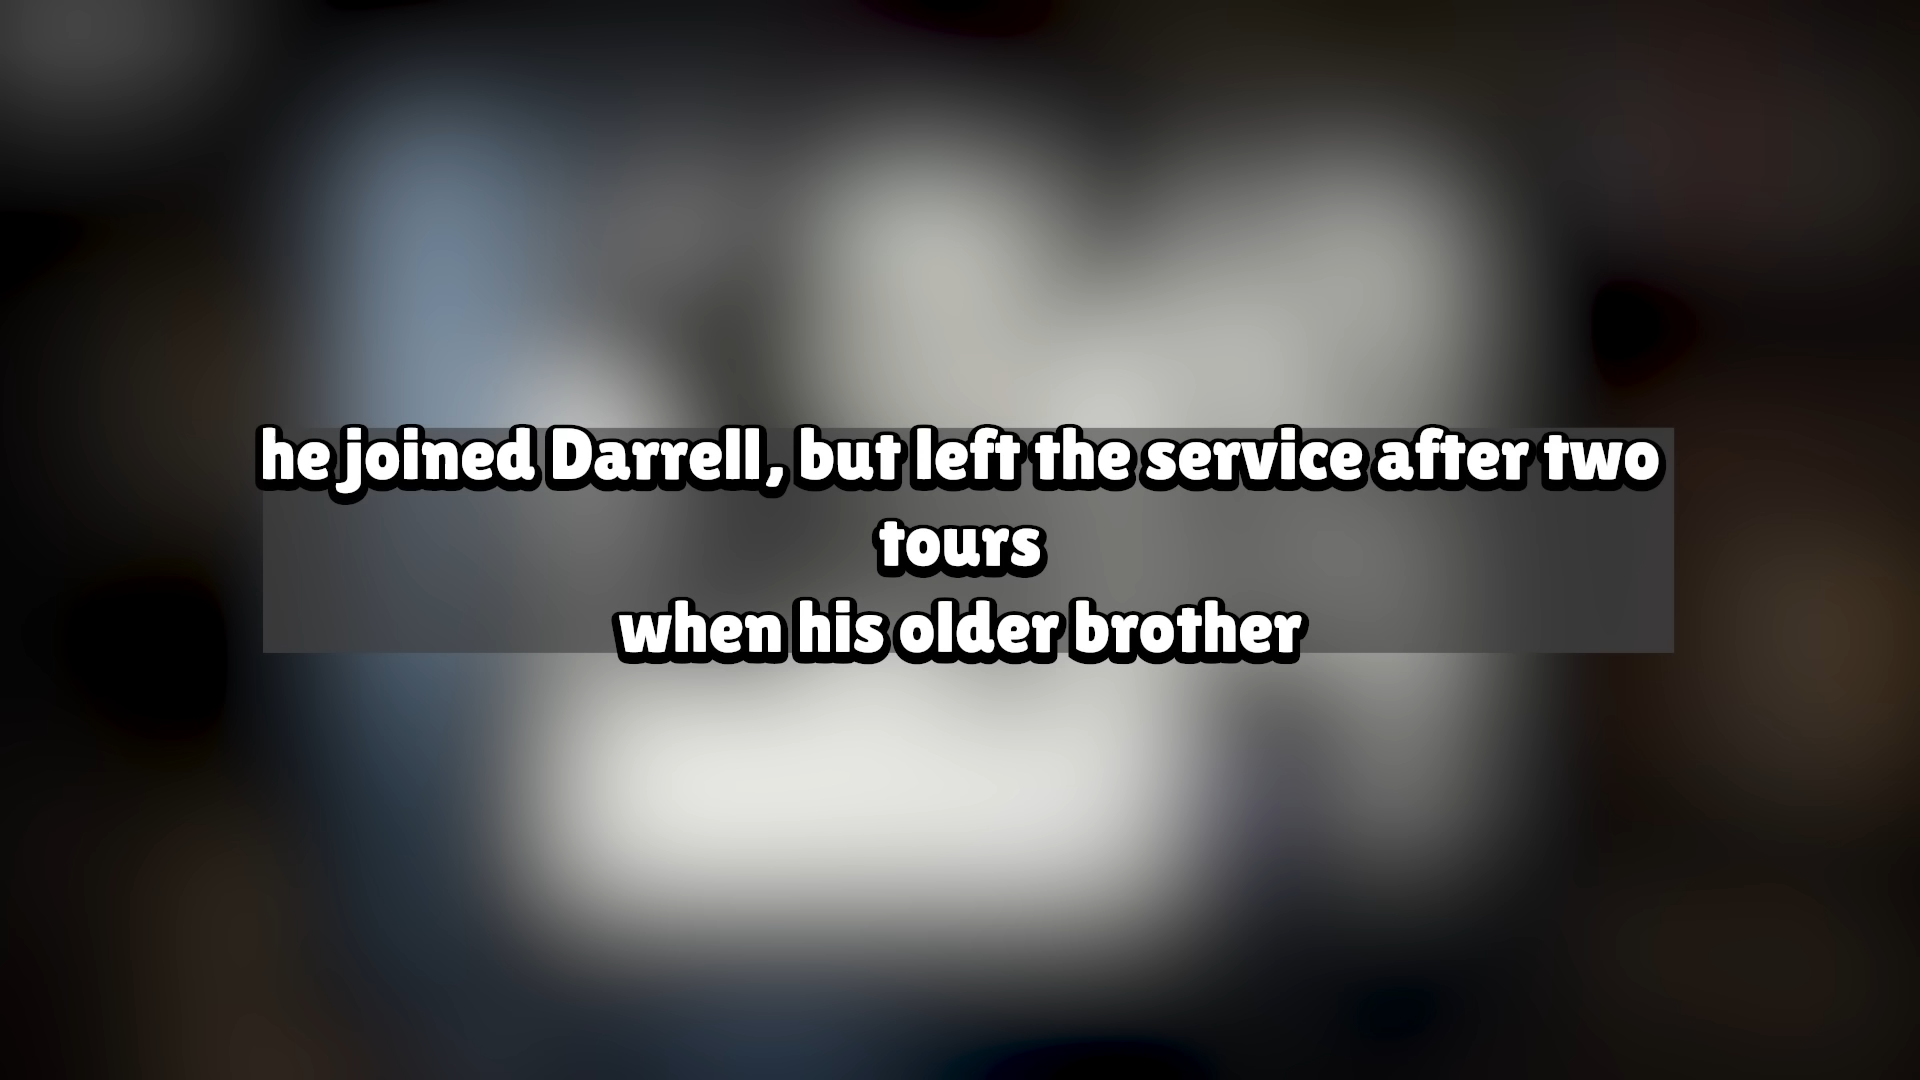 he joined Darrell, but left the service after two
tours
when his older brother